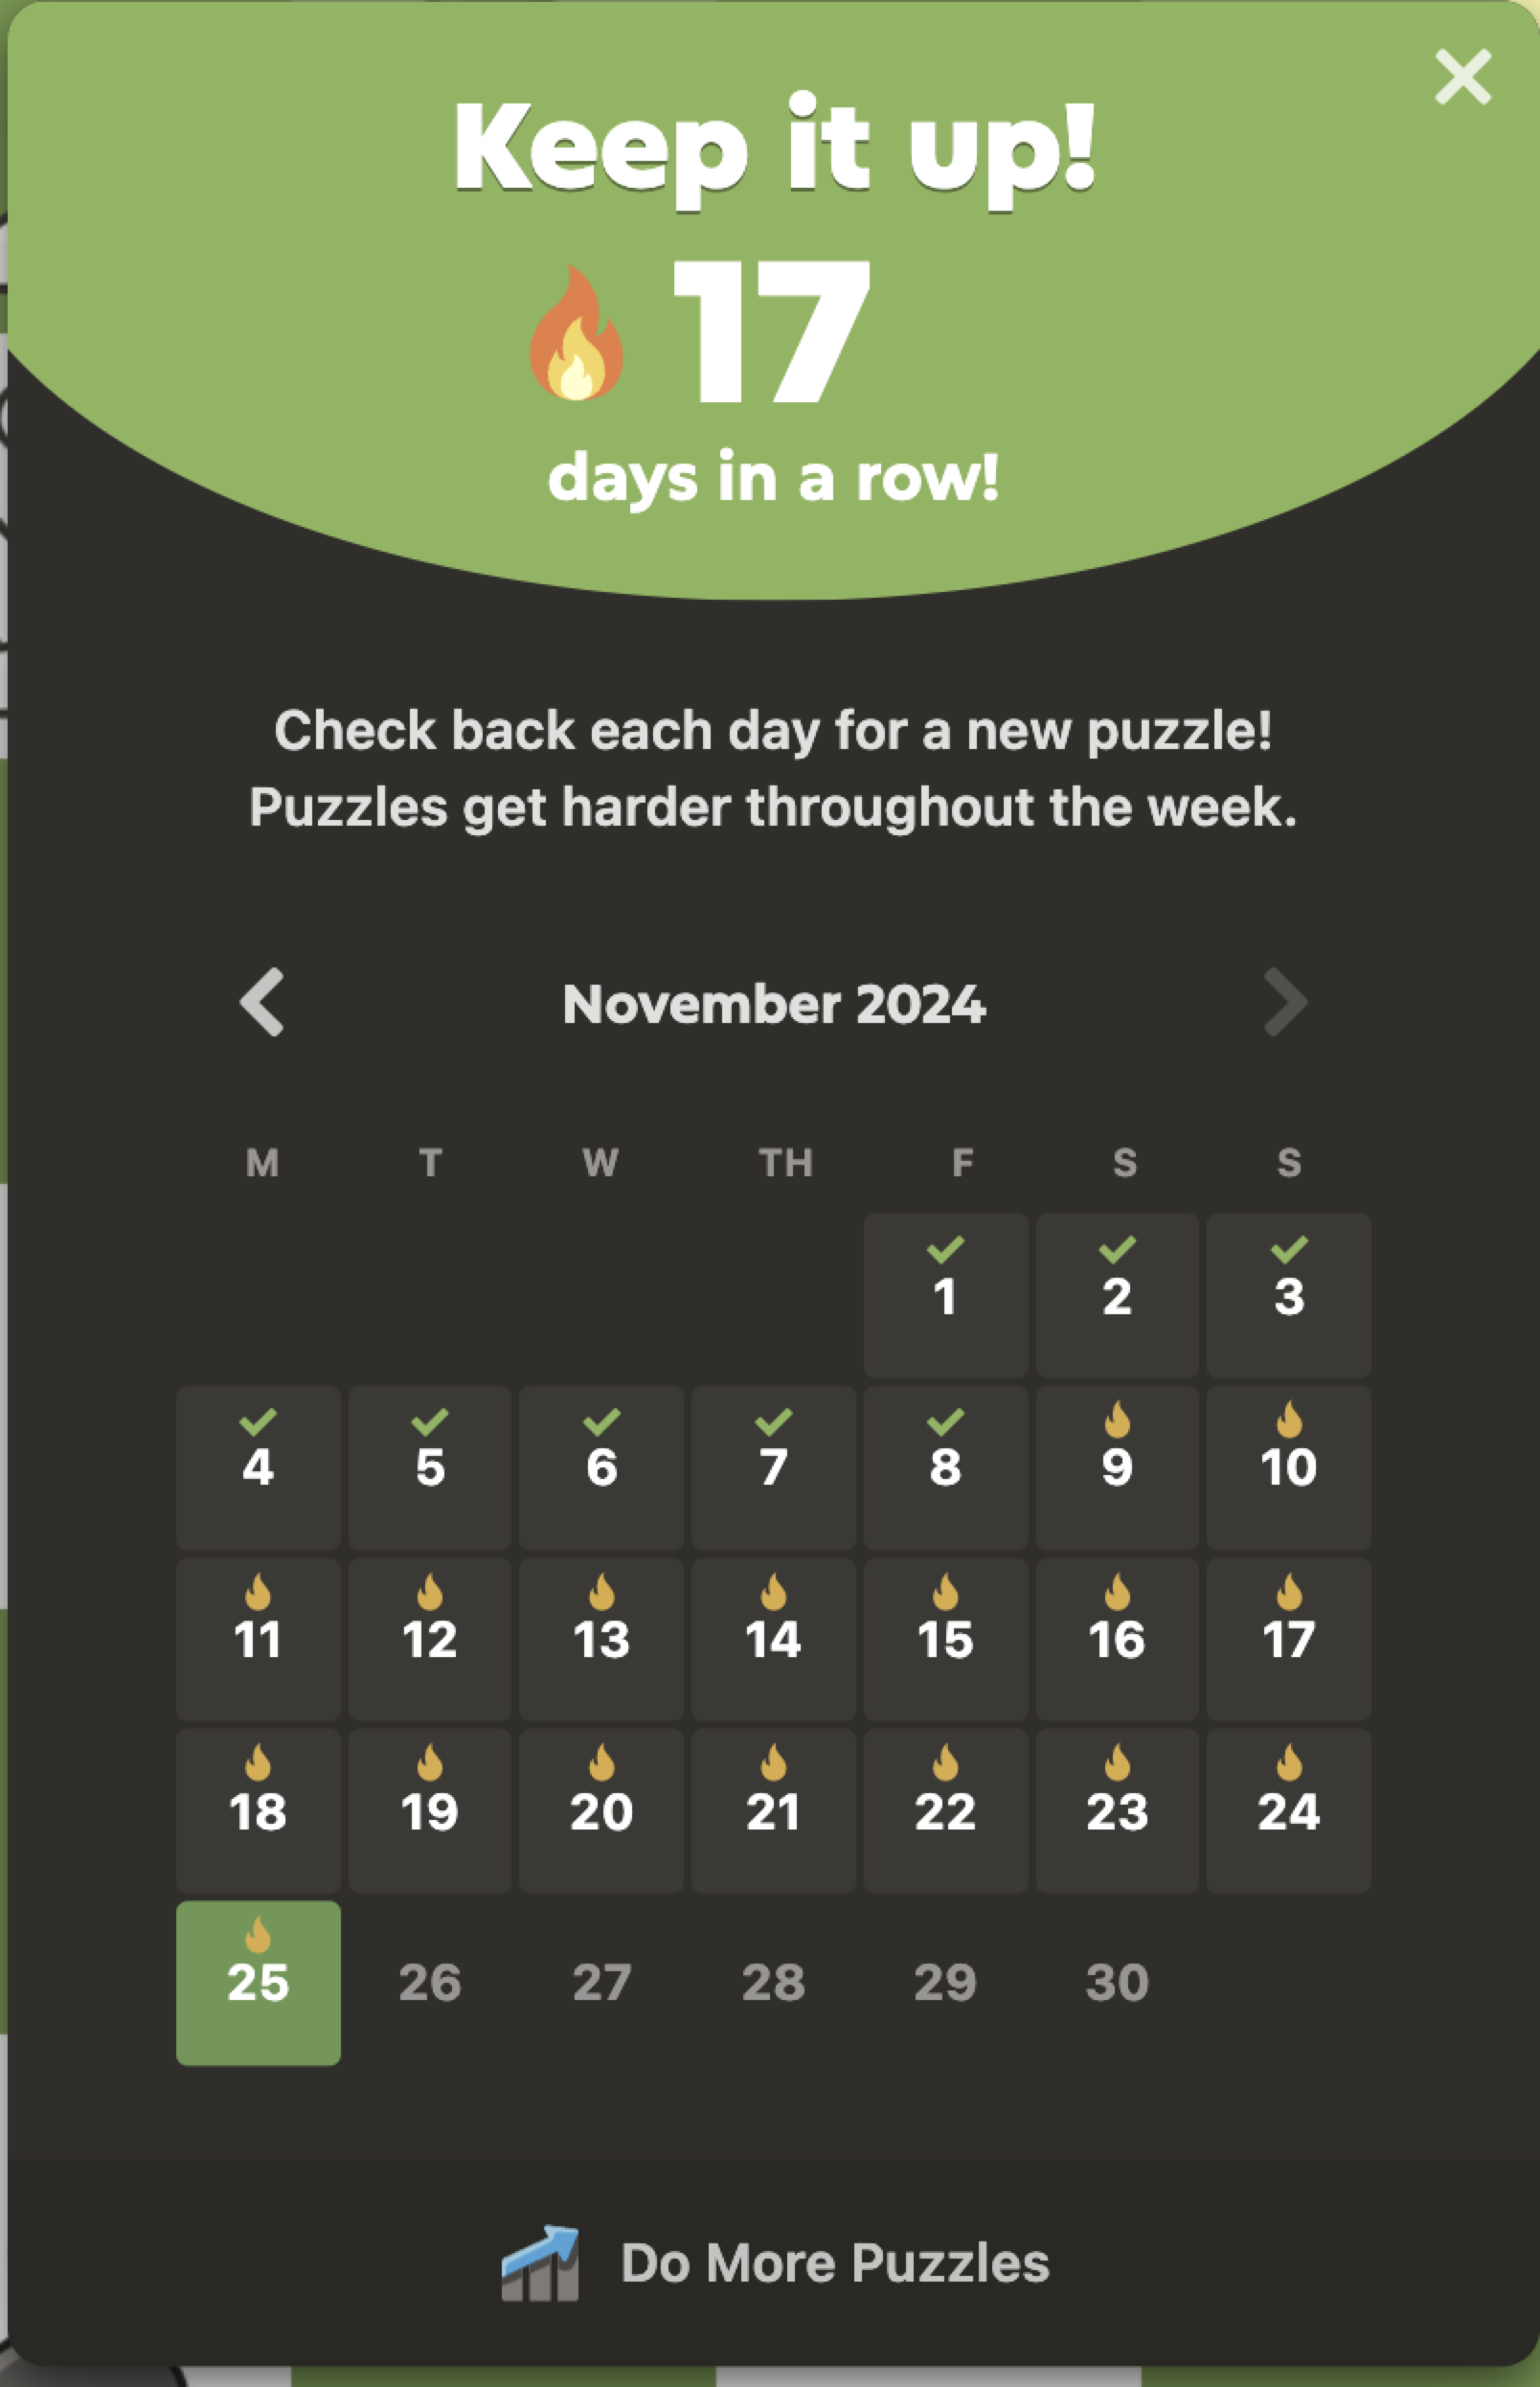 Keep it up!
17
days in a row!
Check back each day for a new puzzle!
Puzzles get harder throughout the week.
November 2024
M T W TH F S S
1 2 3
4 5 6 7 8 9 10
11 12 13 14 15 16 17
18 19 20 21 22 23 24
25 26 27 28 29 30
Do More Puzzles